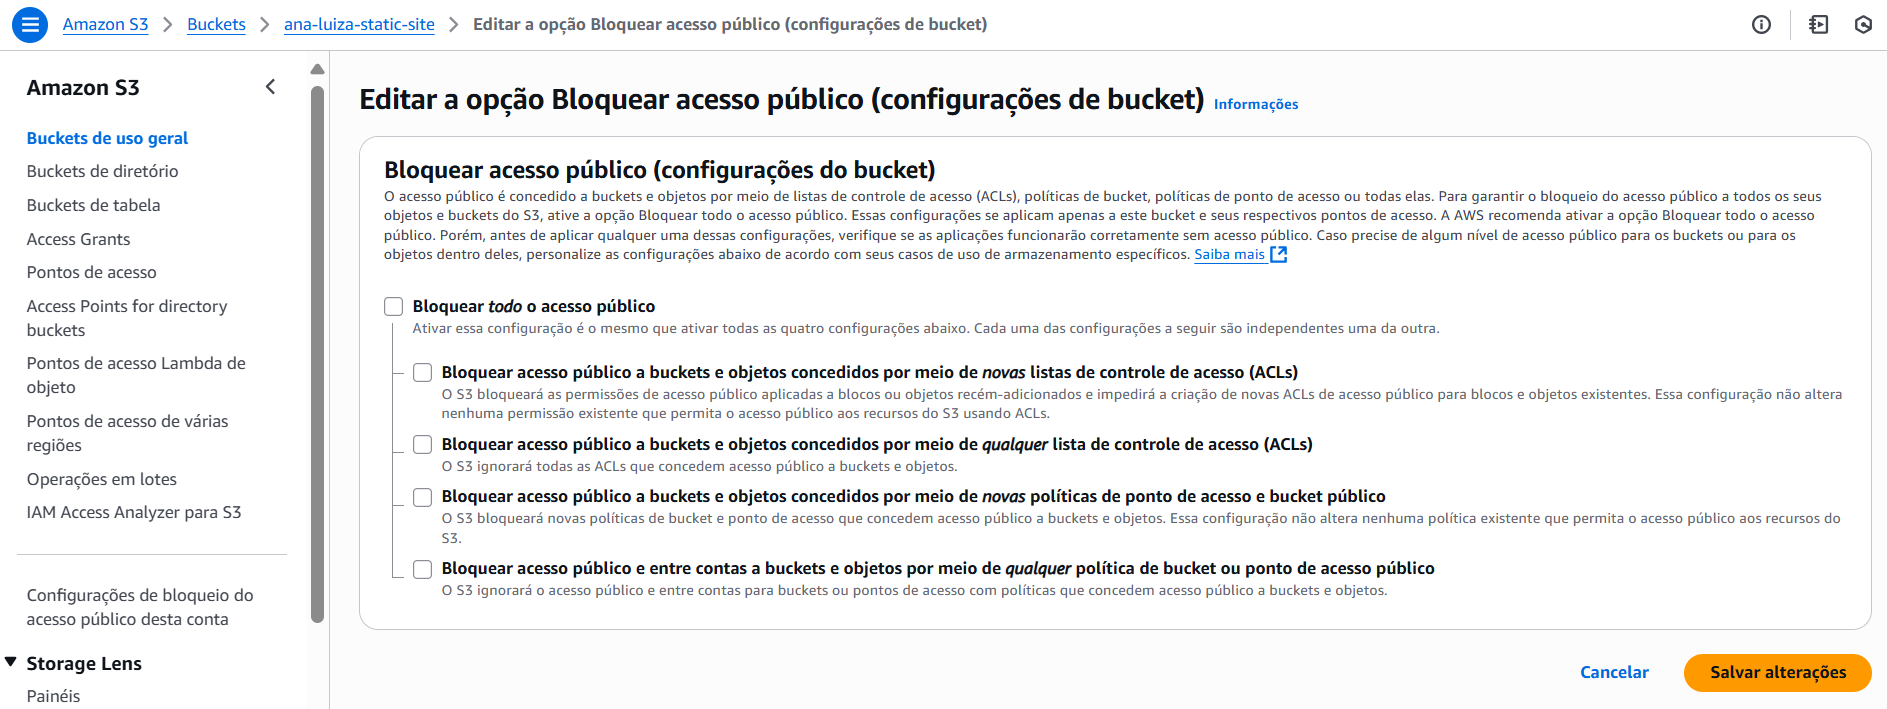 Amazon S3 > Buckets > ana-luiza-static-site > Editar a opção Bloquear acesso público (configurações de bucket)
Amazon S3
Buckets de uso geral
Buckets de diretório
Buckets de tabela
Access Grants
Pontos de acesso
Access Points for directory
buckets
Pontos de acesso Lambda de
objeto
Pontos de acesso de várias
regiões
Operações em lotes
IAM Access Analyzer para S3
Configurações de bloqueio do
acesso público desta conta
Storage Lens
Painéis
Editar a opção Bloquear acesso público (configurações de bucket) Informações
Bloquear acesso público (configurações do bucket)
O acesso público é concedido a buckets e objetos por meio de listas de controle de acesso (ACLs), políticas de bucket, políticas de ponto de acesso ou todas elas. Para garantir o bloqueio do acesso público a todos os seus
objetos e buckets do S3, ative a opção Bloquear todo o acesso público. Essas configurações se aplicam apenas a este bucket e seus respectivos pontos de acesso. A AWS recomenda ativar a opção Bloquear todo o acesso
público. Porém, antes de aplicar qualquer uma dessas configurações, verifique se as aplicações funcionarão corretamente sem acesso público. Caso precise de algum nível de acesso público para os buckets ou para os
objetos dentro deles, personalize as configurações abaixo de acordo com seus casos de uso de armazenamento específicos. Saiba mais
Bloquear todo o acesso público
Ativar essa configuração é o mesmo que ativar todas as quatro configurações abaixo. Cada uma das configurações a seguir são independentes uma da outra.
Bloquear acesso público a buckets e objetos concedidos por meio de novas listas de controle de acesso (ACLs)
O S3 bloqueará as permissões de acesso público aplicadas a blocos ou objetos recém-adicionados e impedirá a criação de novas ACLs de acesso público para blocos e objetos existentes. Essa configuração não altera
nenhuma permissão existente que permita o acesso público aos recursos do S3 usando ACLs.
Bloquear acesso público a buckets e objetos concedidos por meio de qualquer lista de controle de acesso (ACLs)
O S3 ignorará todas as ACLs que concedem acesso público a buckets e objetos.
Bloquear acesso público a buckets e objetos concedidos por meio de novas políticas de ponto de acesso e bucket público
O S3 bloqueará novas políticas de bucket e ponto de acesso que concedem acesso público a buckets e objetos. Essa configuração não altera nenhuma política existente que permita o acesso público aos recursos do
S3.
Bloquear acesso público e entre contas a buckets e objetos por meio de qualquer política de bucket ou ponto de acesso público
O S3 ignorará o acesso público e entre contas para buckets ou pontos de acesso com políticas que concedem acesso público a buckets e objetos.
Cancelar
Salvar alterações